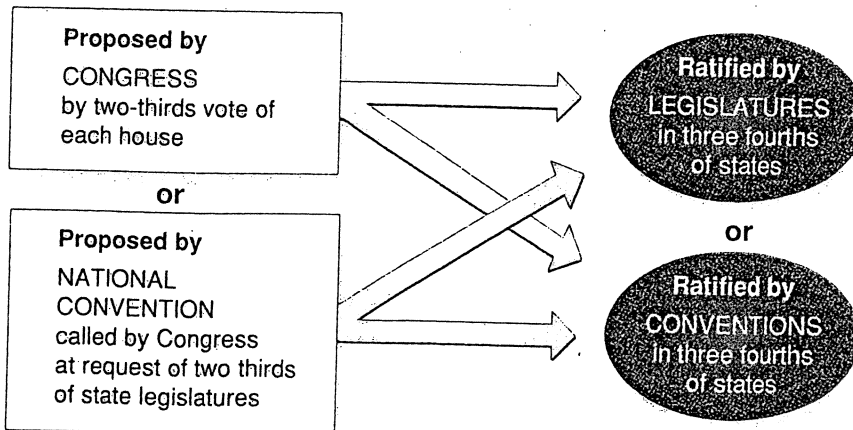 Proposed by
CONGRESS
by two-thirds vote of
each house
or
Proposed by
NATIONAL
CONVENTION
called by Congress
at request of two thirds
of state legislatures
Ratified by
LEGISLATURES
in three fourths
of states
or
Ratified by
CONVENTIONS
in three fourths
of states